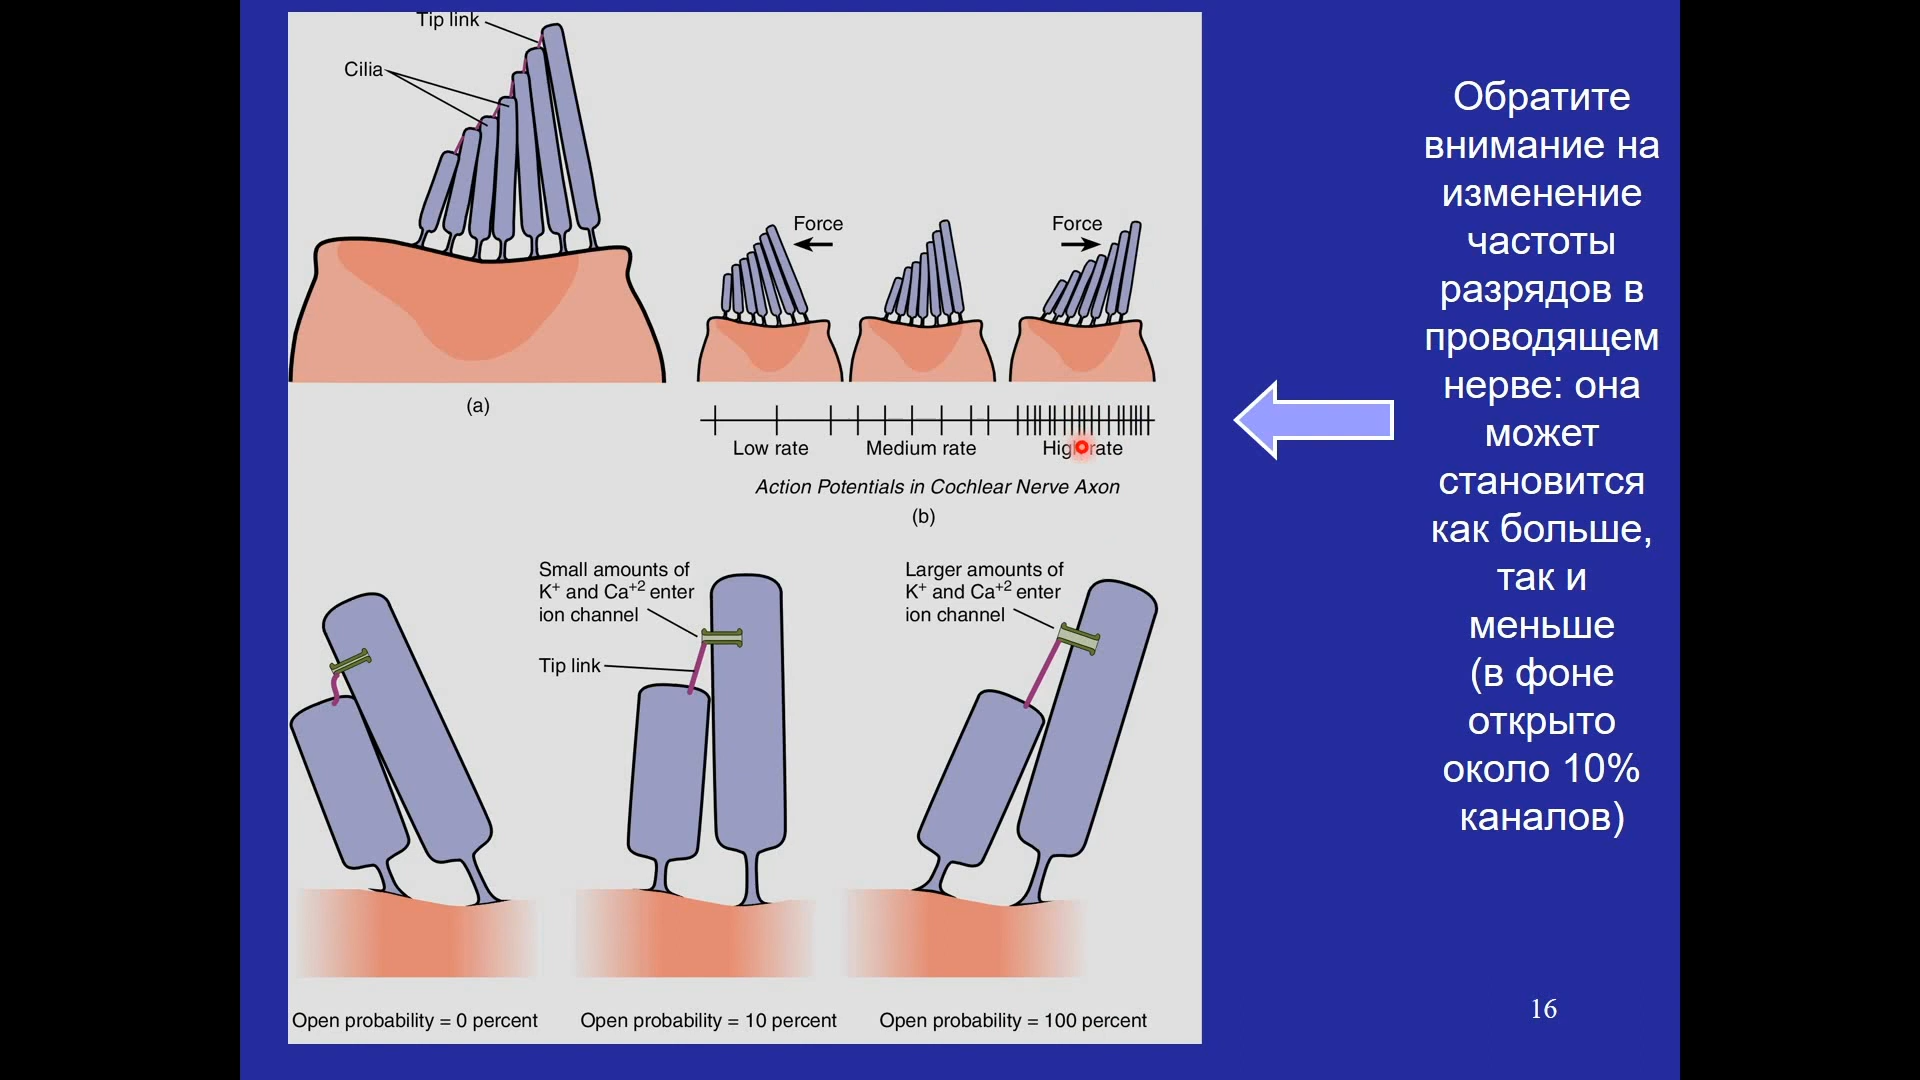 Tip link
Cilia
Force
Force
(a)
Low rate
Medium rate
High rate
Action Potentials in Cochlear Nerve Axon
(b)
Small amounts of
K⁺ and Ca⁺² enter
ion channel
Tip link
Larger amounts of
K⁺ and Ca⁺² enter
ion channel
Open probability = 0 percent
Open probability = 10 percent
Open probability = 100 percent
Обратите
внимание на
изменение
частоты
разрядов в
проводящем
нерве: она
может
становится
как больше,
так и
меньше
(в фоне
открыто
около 10%
каналов)
16